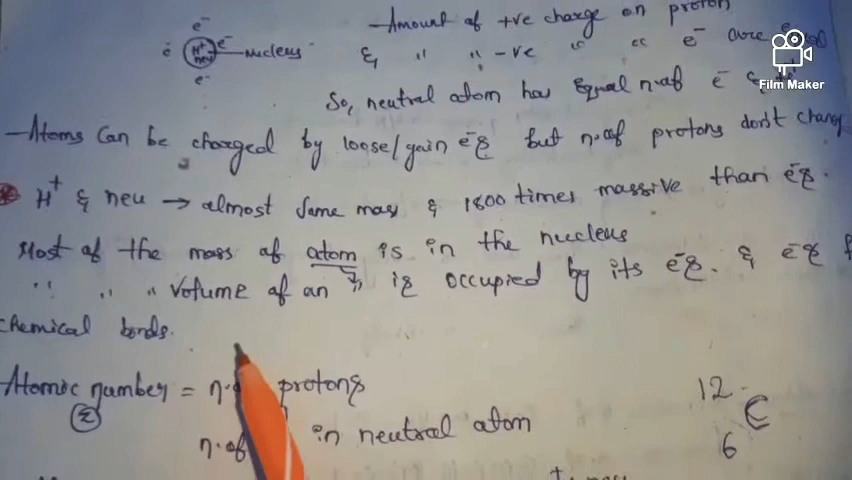 e⁻
- Amount of +ve charge on proton
e⁻ H⁺ neu e⁻ nucleus
& " " -ve " " e⁻ are
e⁻
Film Maker
So, neutral atom has equal n.of e⁻ &
- Atoms can be charged by loose/gain e⁻s but n.of protons don't
H⁺ & neu → almost same mass & 1800 times massive than e⁻s.
Most of the mass of atom is in the nucleus
" " " volume of an " is occupied by its e⁻s. & e⁻s
chemical bonds.
Atomic number = n.of protons
(Z)
n.of in neutral atom
12
6 C